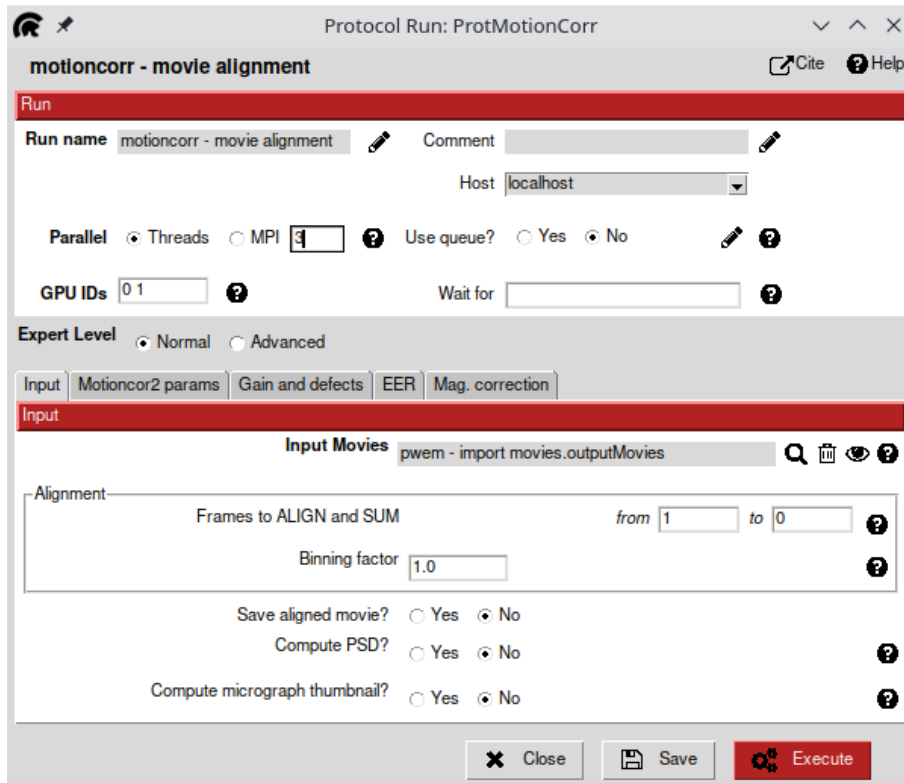 Protocol Run: ProtMotionCorr
motioncorr - movie alignment Cite Help
Run
Run name motioncorr - movie alignment Comment
Host localhost
Parallel Threads MPI 3 Use queue? Yes No
GPU IDs 0 1 Wait for
Expert Level Normal Advanced
Input Motioncor2 params Gain and defects EER Mag. correction
Input
Input Movies pwem - import movies.outputMovies
Alignment
Frames to ALIGN and SUM from 1 to 0
Binning factor 1.0
Save aligned movie? Yes No
Compute PSD? Yes No
Compute micrograph thumbnail? Yes No
Close Save Execute